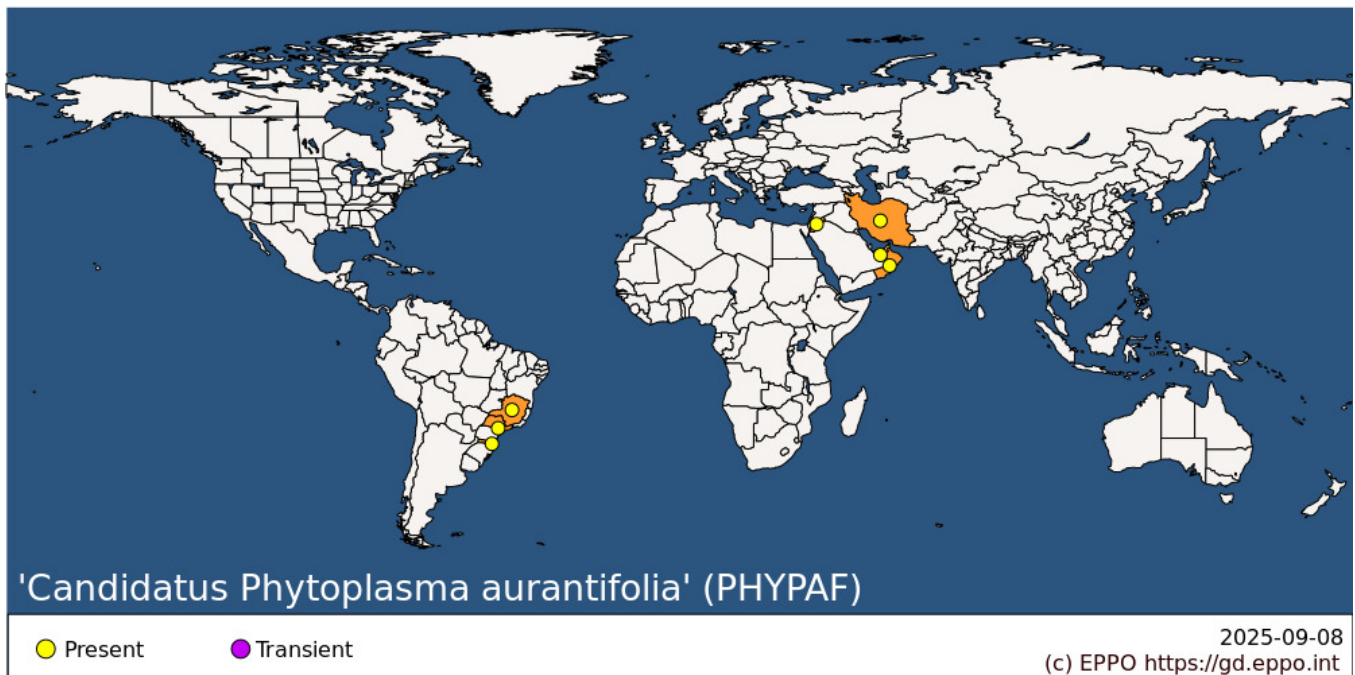 'Candidatus Phytoplasma aurantifolia' (PHYPAF)
Present
Transient
2025-09-08
(c) EPPO https://gd.eppo.int